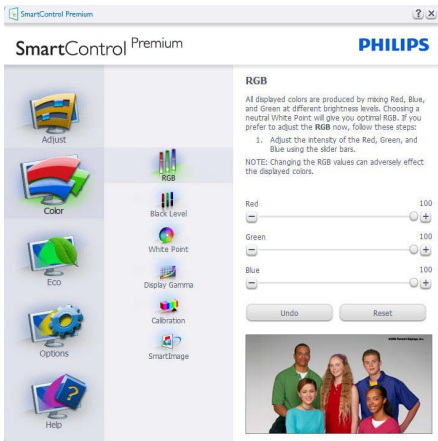 SmartControl Premium
SmartControl Premium
PHILIPS
Adjust
Color
Eco
Options
Help
RGB
Black Level
White Point
Display Gamma
Calibration
SmartImage
RGB
All displayed colors are produced by mixing Red, Blue,
and Green at different brightness levels. Choosing a
neutral White Point will give you optimal RGB. If you
prefer to adjust the RGB now, follow these steps:
1. Adjust the intensity of the Red, Green, and
Blue using the slider bars.
NOTE: Changing the RGB values can adversely effect
the displayed colors.
Red 100
Green 100
Blue 100
Undo Reset